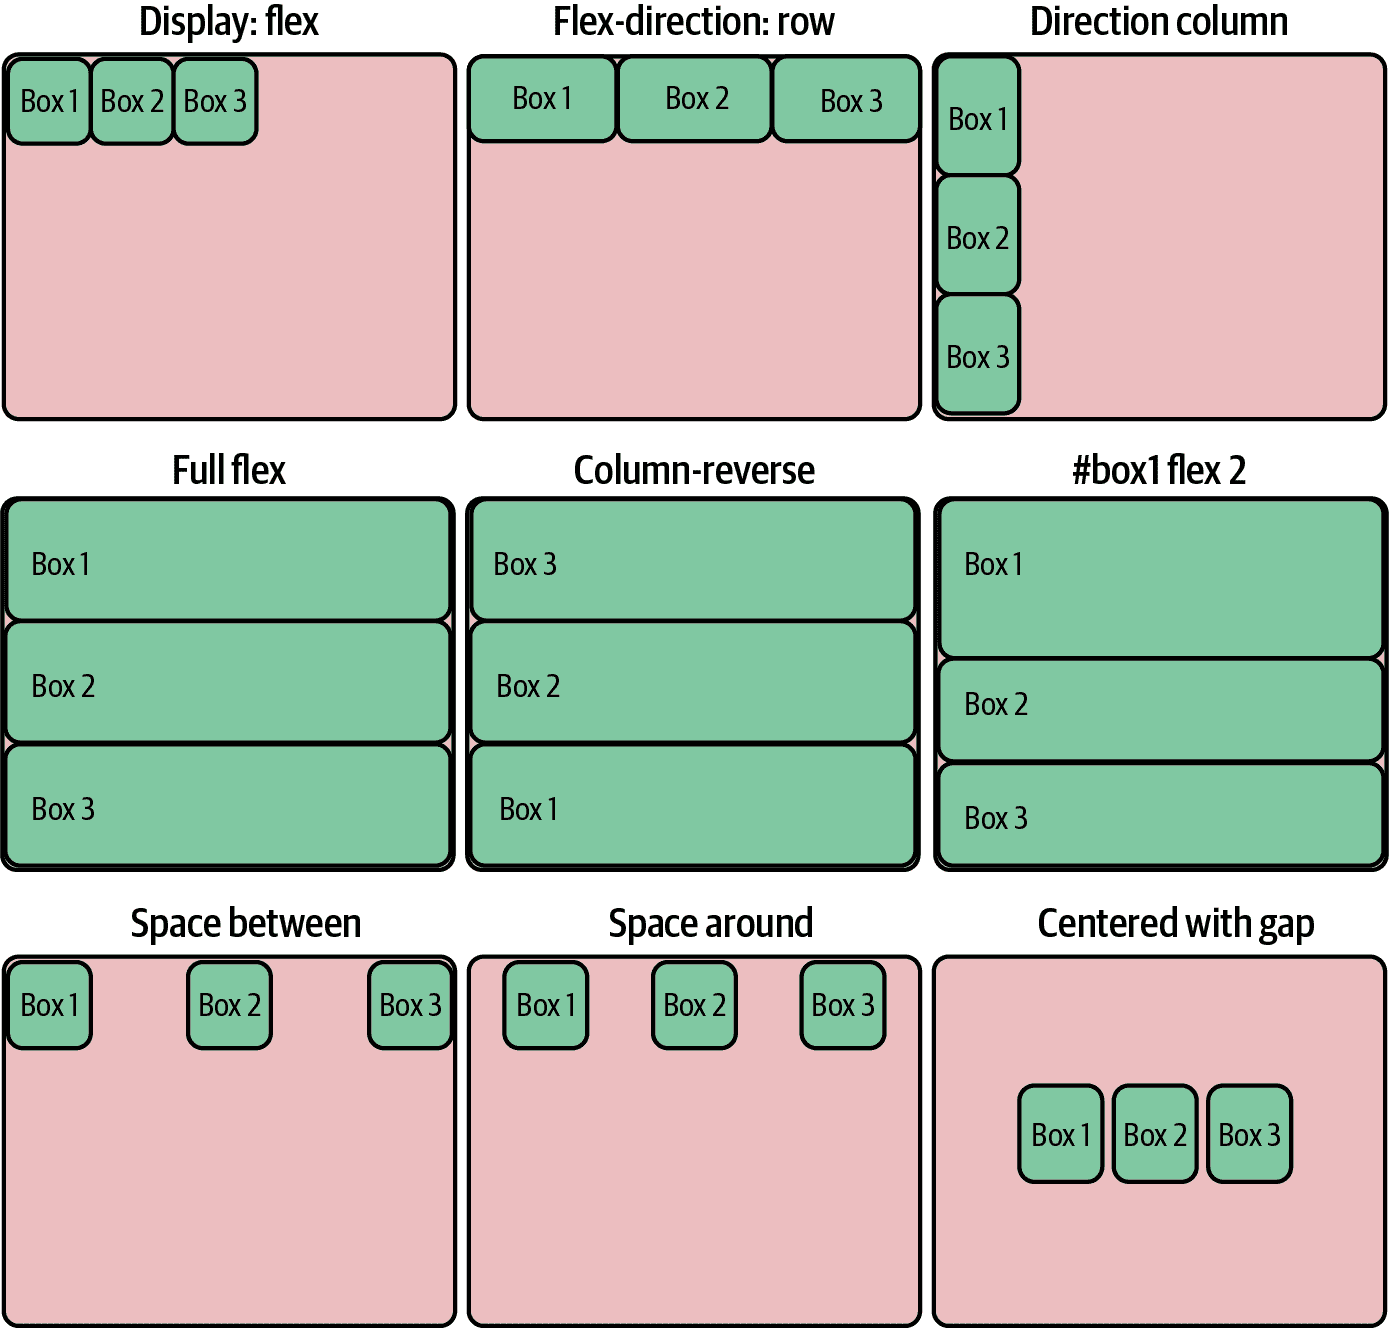 Display: flex
Flex-direction: row
Direction column
Box 1 Box 2 Box 3
Box 1 Box 2 Box 3
Box 1
Box 2
Box 3
Full flex
Column-reverse
#box1 flex 2
Box 1
Box 2
Box 3
Box 3
Box 2
Box 1
Box 1
Box 2
Box 3
Space between
Space around
Centered with gap
Box 1 Box 2 Box 3
Box 1 Box 2 Box 3
Box 1 Box 2 Box 3